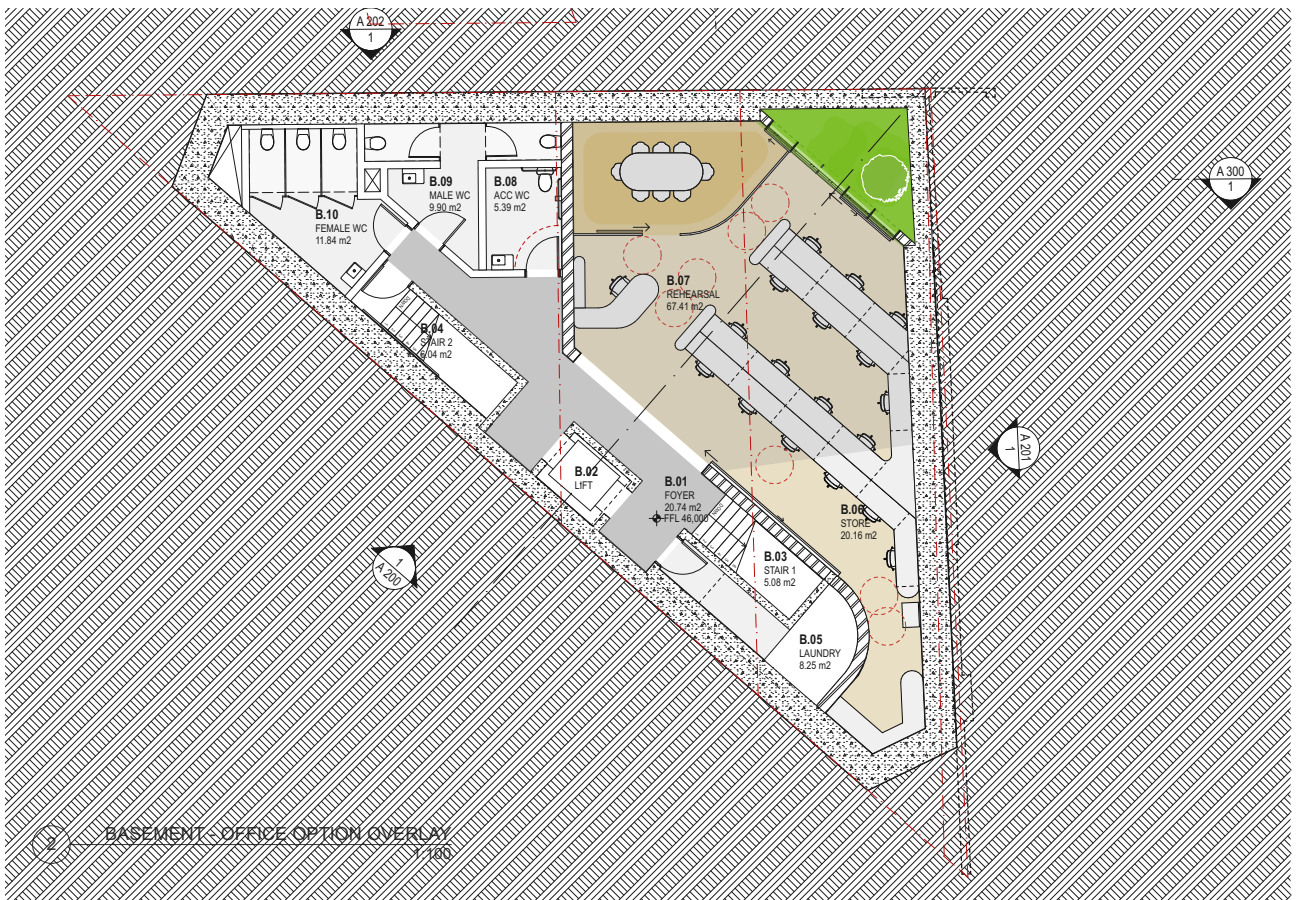 A 202
1
A 300
1
B.09
MALE WC
9.90 m2
B.08
ACC WC
5.39 m2
B.10
FEMALE WC
11.84 m2
B.07
REHEARSAL
67.41 m2
B.04
STAIR 2
6.04 m2
A 201
1
B.02
LIFT
B.01
FOYER
20.74 m2
FFL 46,000
B.06
STORE
20.16 m2
B.03
STAIR 1
5.08 m2
1
A 200
B.05
LAUNDRY
8.25 m2
2
BASEMENT - OFFICE OPTION OVERLAY
1:100